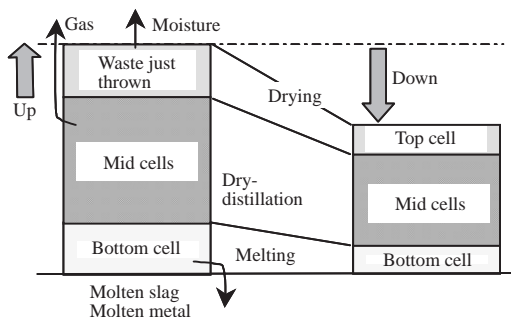 Gas
Moisture
Waste just
thrown
Up
Down
Drying
Top cell
Mid cells
Dry-
distillation
Mid cells
Bottom cell
Melting
Bottom cell
Molten slag
Molten metal